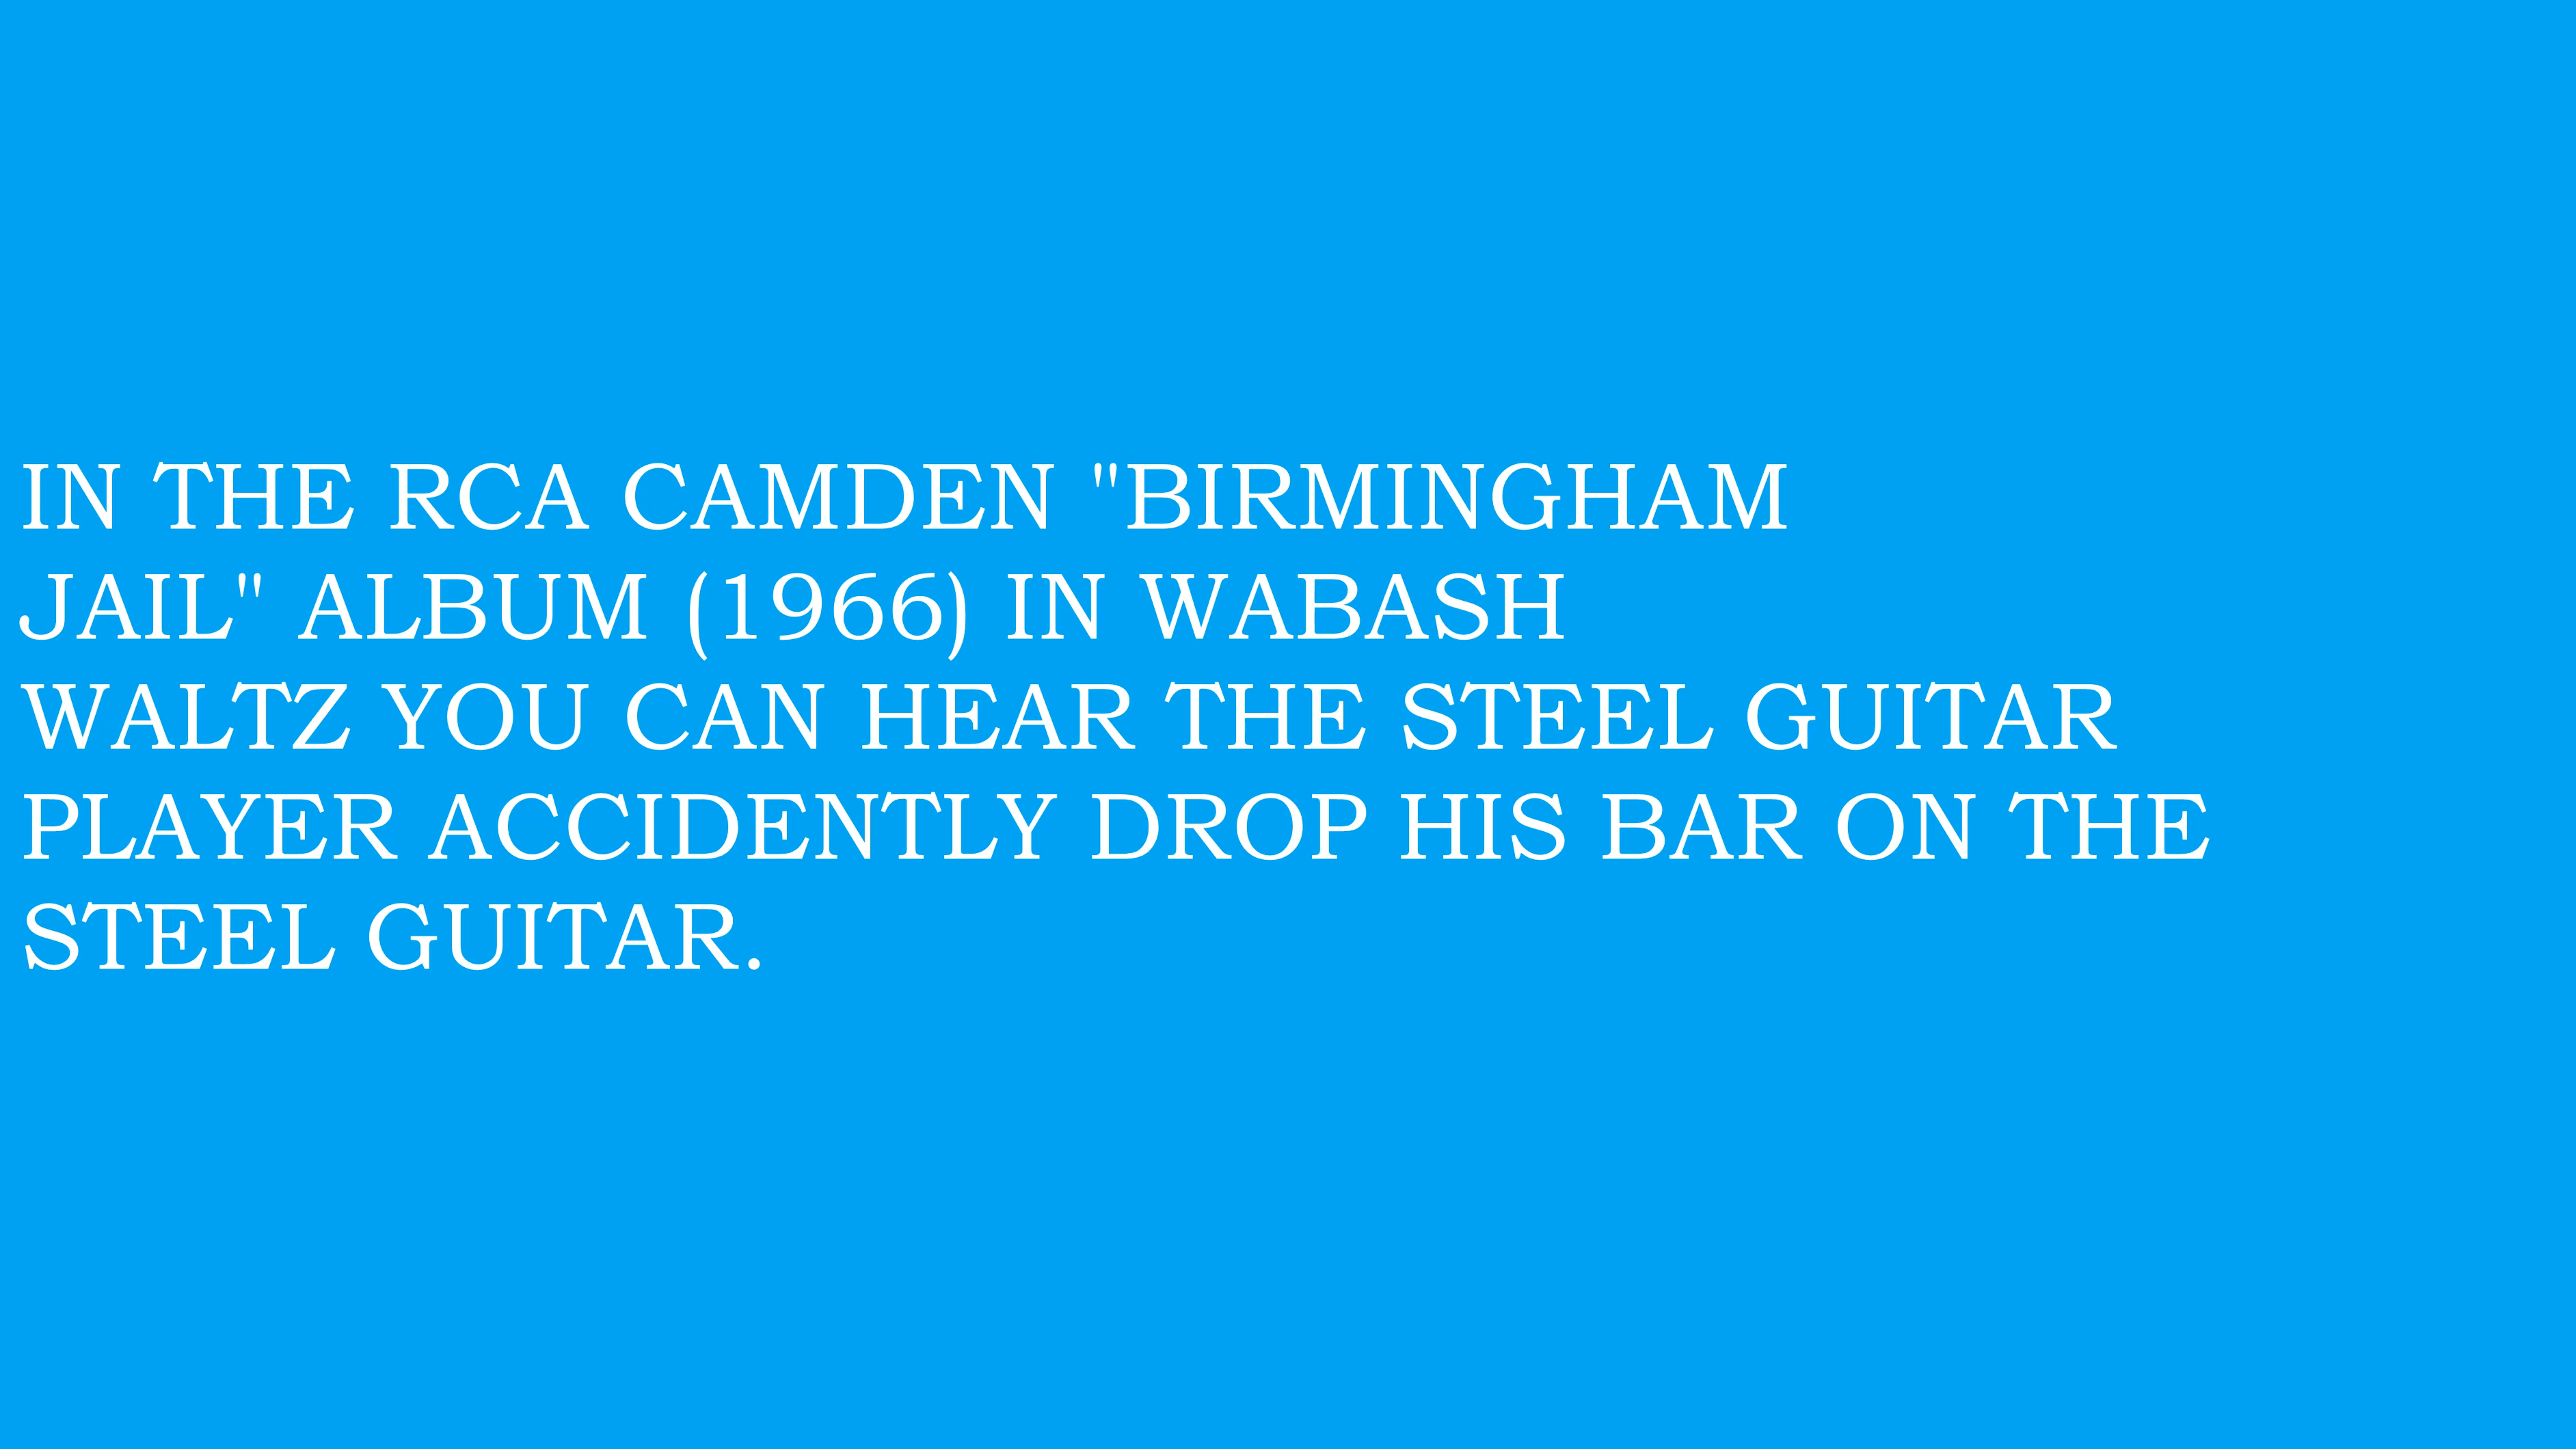 IN THE RCA CAMDEN "BIRMINGHAM
JAIL" ALBUM (1966) IN WABASH
WALTZ YOU CAN HEAR THE STEEL GUITAR
PLAYER ACCIDENTLY DROP HIS BAR ON THE
STEEL GUITAR.